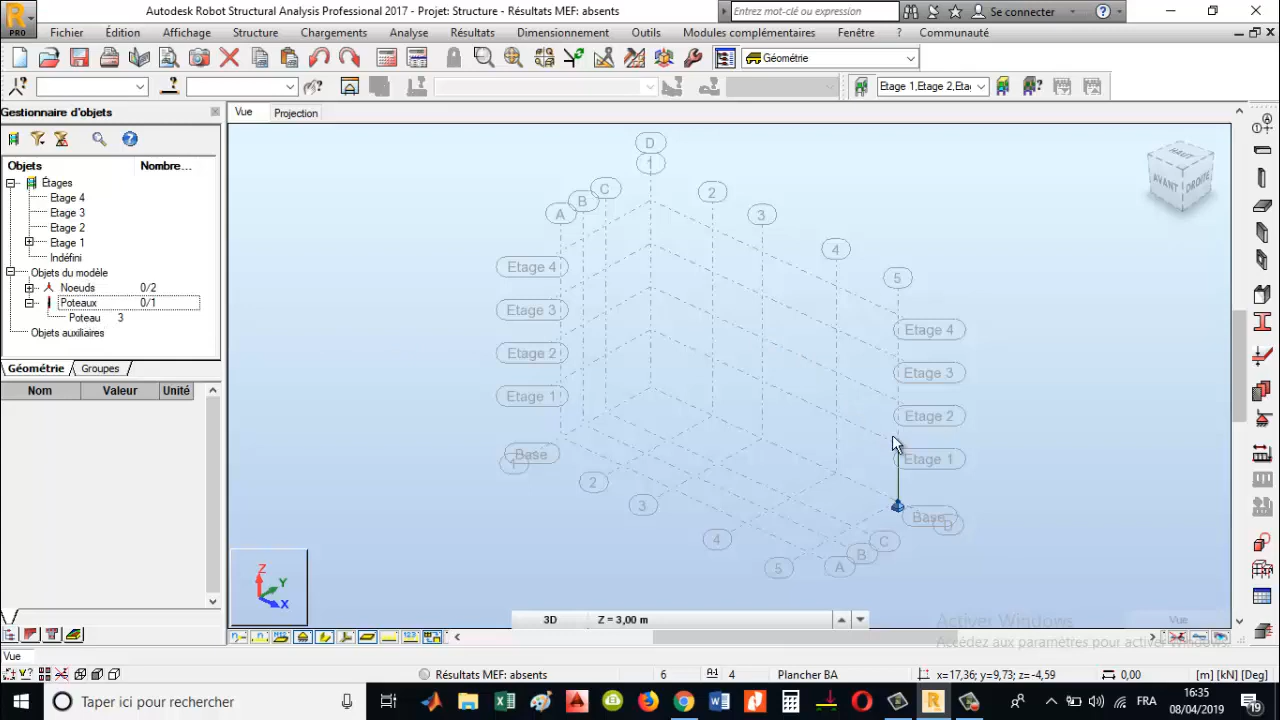 PRO
Autodesk Robot Structural Analysis Professional 2017 - Projet: Structure - Résultats MEF: absents
Entrez mot-clé ou expression
Se connecter
?
Fichier Édition Affichage Structure Chargements Analyse Résultats Dimensionnement Outils Modules complémentaires Fenêtre ? Communauté
Géométrie
Etage 1,Etage 2,Eta
Gestionnaire d'objets
Vue Projection
Objets Nombre...
Étages
Etage 4
Etage 3
Etage 2
Etage 1
Indéfini
Objets du modèle
Noeuds 0/2
Poteaux 0/1
Poteau 3
Objets auxiliaires
Géométrie Groupes
Nom Valeur Unité
D
1
C
B
A
2
3
4
5
Etage 4
Etage 3
Etage 2
Etage 1
Base
1
Etage 4
Etage 3
Etage 2
Etage 1
Base
D
2
3
4
5
A
B
C
HAUT
AVANT
DROITE
Z
Y
X
3D Z = 3,00 m
Vue
Activer Windows
Accédez aux paramètres pour activer Windows.
Vue
Résultats MEF: absents 6 4 Plancher BA x=17,36; y=9,73; z=-4,59 0,00 [m] [kN] [Deg]
Taper ici pour rechercher
FRA
16:35
08/04/2019
19